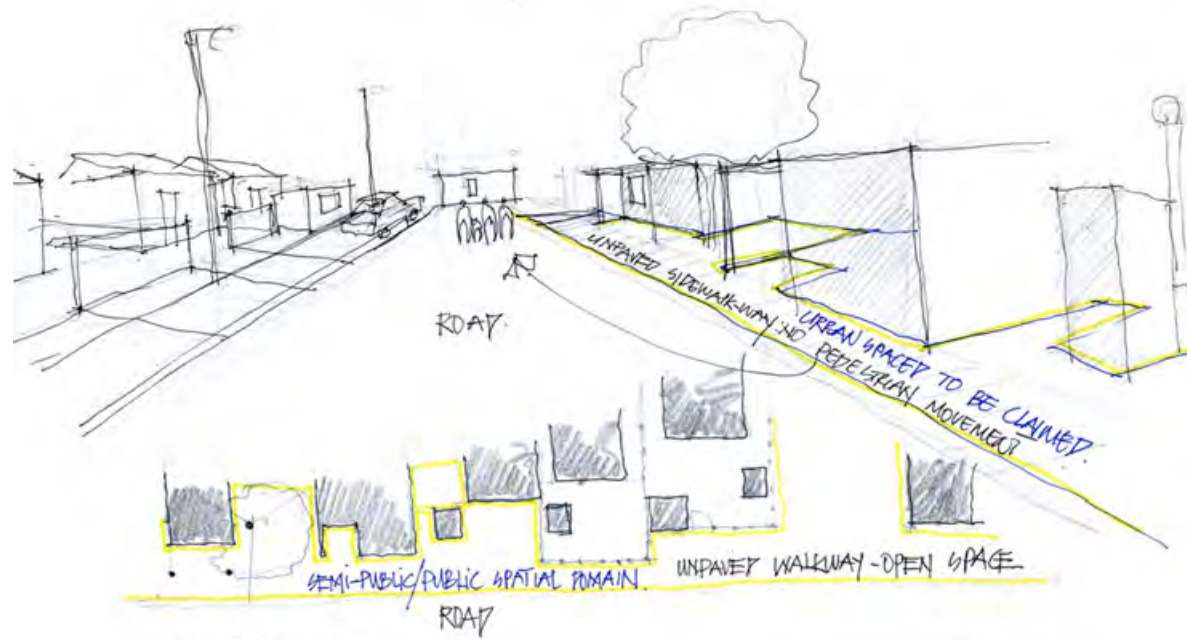 ROAD.
UNPAVED SIDEWALK-WAY: NO PEDESTRIAN MOVEMENT
URBAN SPACED TO BE CLAIMED.
SEMI-PUBLIC/PUBLIC SPATIAL DOMAIN.
UNPAVED WALKWAY-OPEN SPACE
ROAD